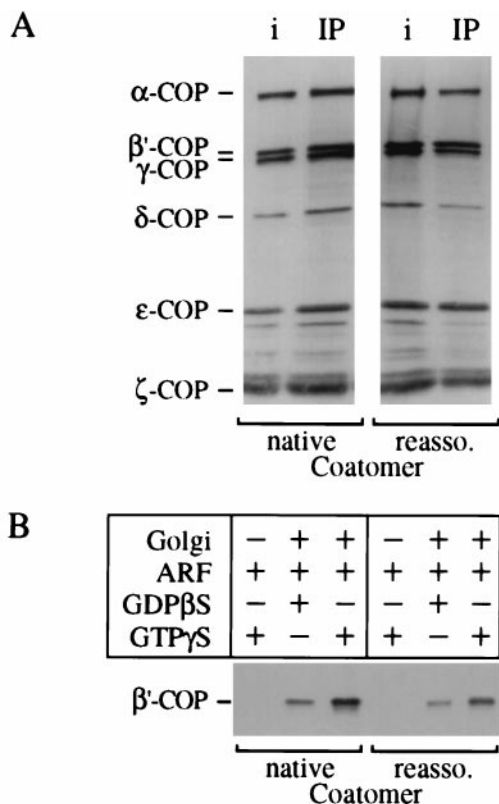 A
i IP i IP
α-COP –
β'-COP –
γ-COP –
δ-COP –
ε-COP –
ζ-COP –
native reasso.
Coatomer
B
Golgi – + + – + +
ARF + + + + + +
GDPβS – + – – + –
GTPγS + – + + – +
β'-COP –
native reasso.
Coatomer